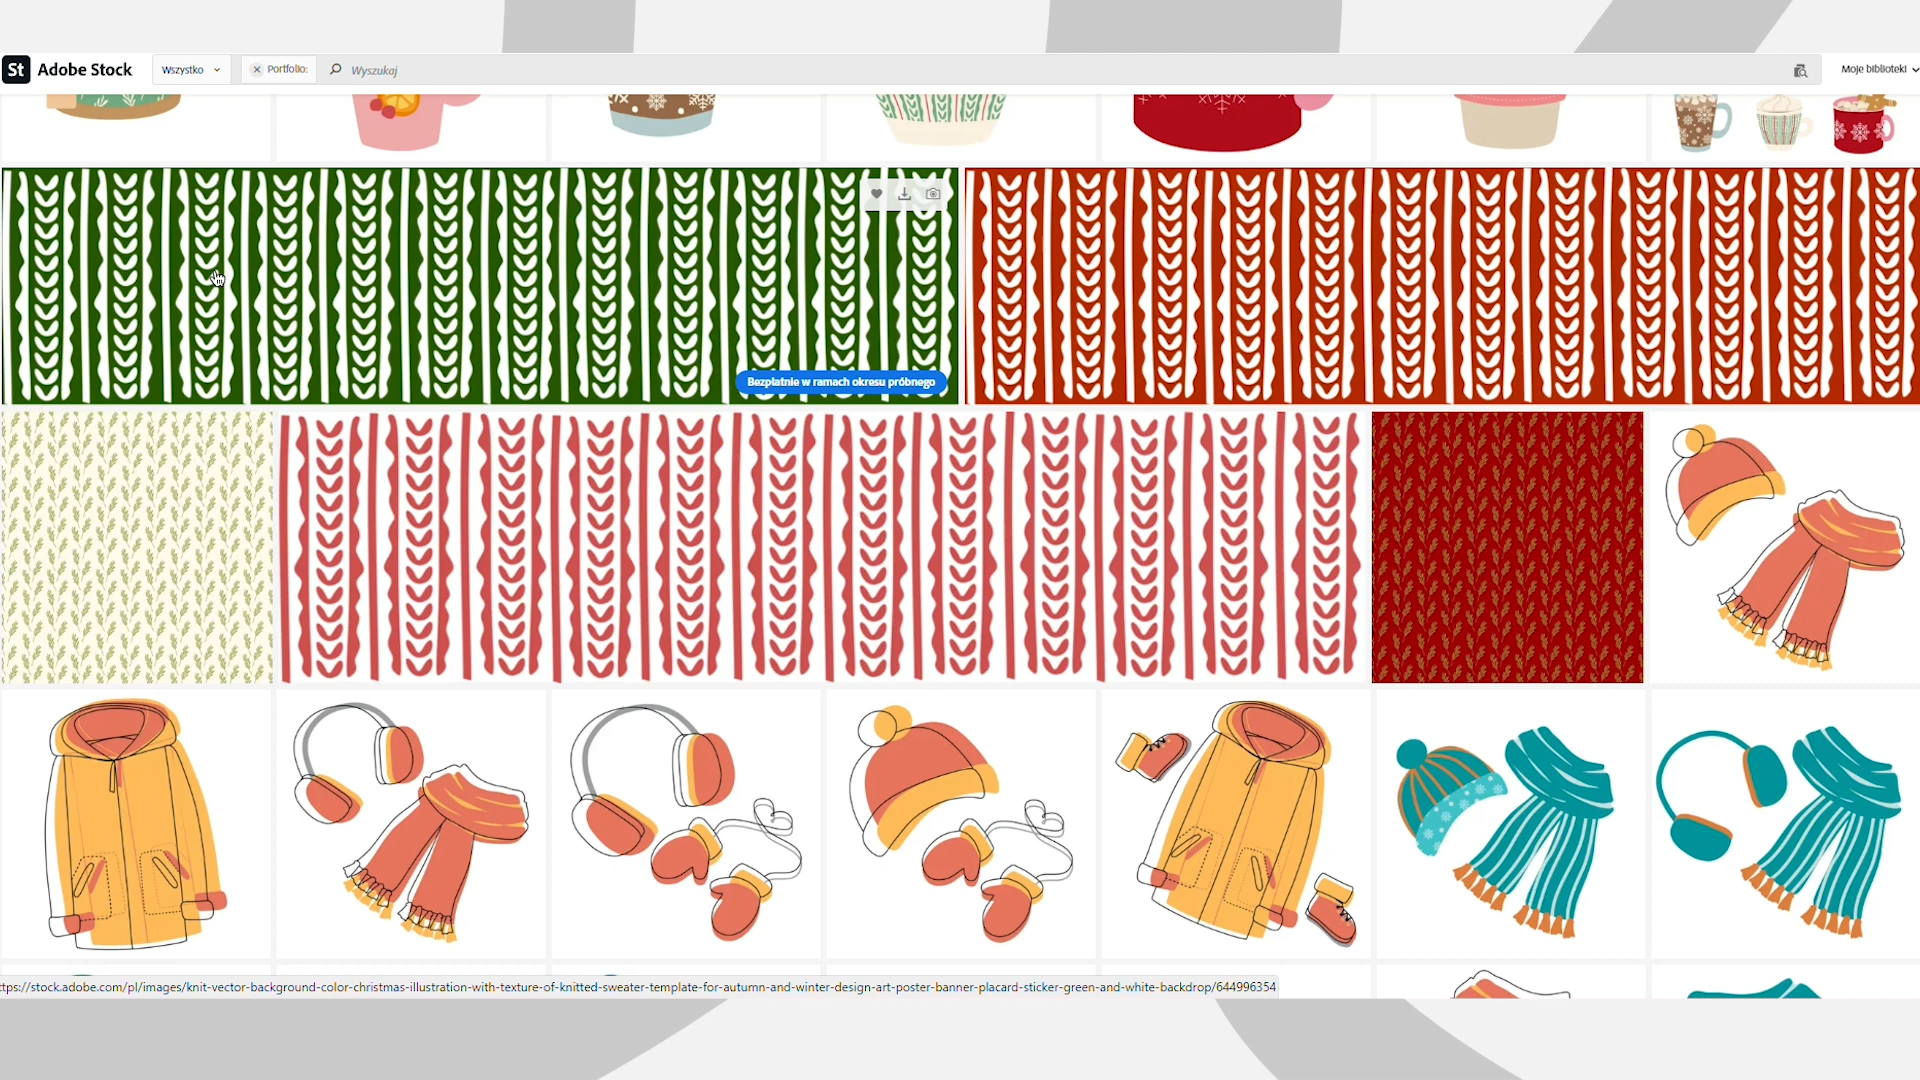 St Adobe Stock Wszystko Portfolio: Wyszukaj Moje biblioteki
Bezpłatnie w ramach okresu próbnego
ttps://stock.adobe.com/pl/images/knit-vector-background-color-christmas-illustration-with-texture-of-knitted-sweater-template-for-autumn-and-winter-design-art-poster-banner-placard-sticker-green-and-white-backdrop/644996354